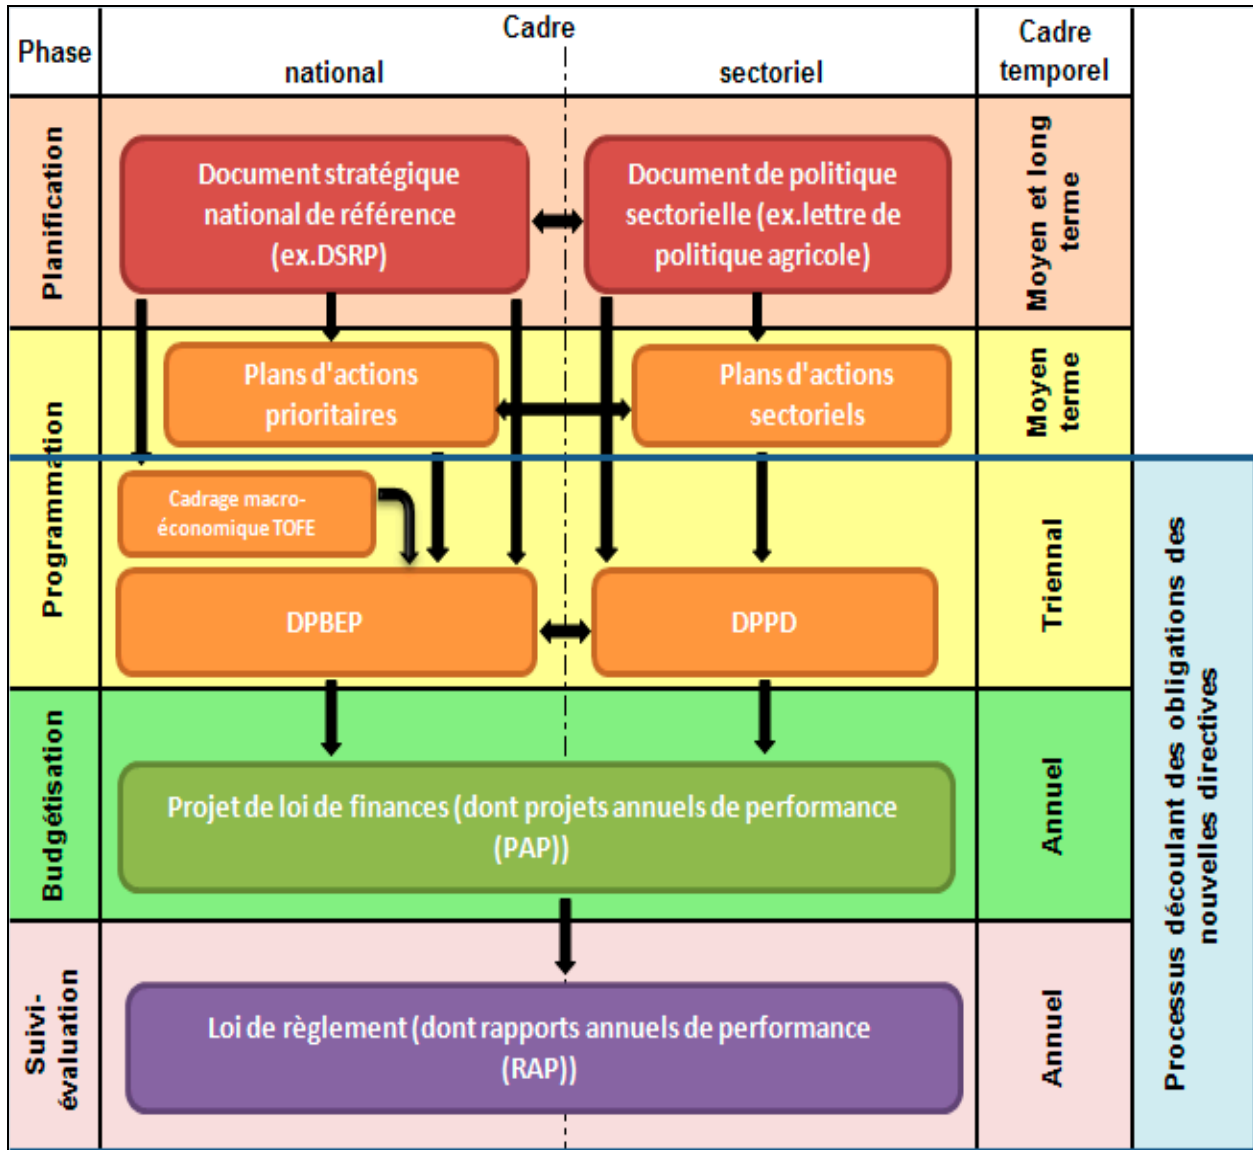 Phase
Cadre
national
sectoriel
Cadre
temporel
Planification
Document stratégique
national de référence
(ex.DSRP)
Document de politique
sectorielle (ex.lettre de
politique agricole)
Moyen et long
terme
Programmation
Plans d'actions
prioritaires
Plans d'actions
sectoriels
Moyen
terme
Cadrage macro-
économique TOFE
DPBEP
DPPD
Triennal
Budgétisation
Projet de loi de finances (dont projets annuels de performance
(PAP))
Annuel
Suivi-
évaluation
Loi de règlement (dont rapports annuels de performance
(RAP))
Annuel
Processus découlant des obligations des
nouvelles directives